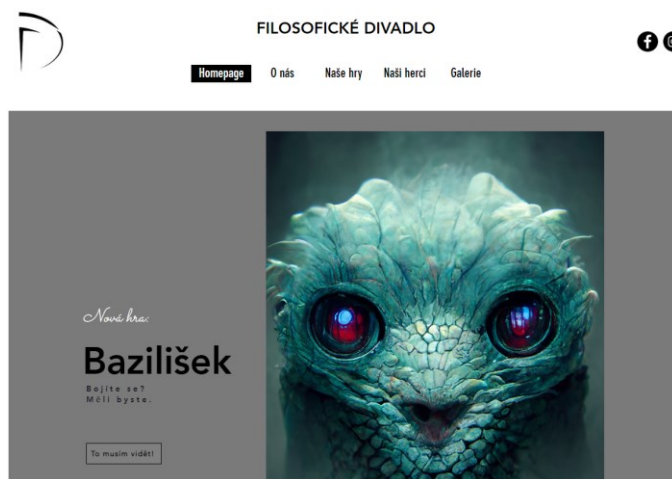 FILOSOFICKÉ DIVADLO
Homepage O nás Naše hry Naši herci Galerie
Nová hra:
Bazilišek
Bojíte se?
Měli byste.
To musím vidět!